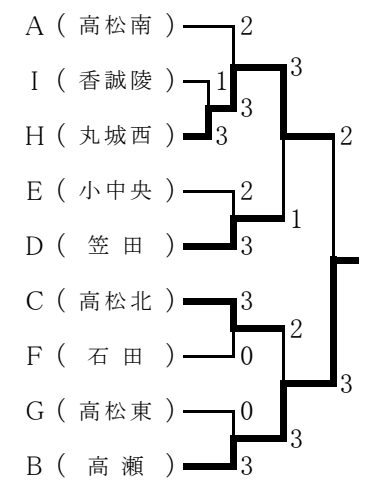 A ( 高松南 ) 2
3
I ( 香誠陵 ) 1
3
H ( 丸城西 ) 3
2
E ( 小中央 ) 2
1
D ( 笠田 ) 3
C ( 高松北 ) 3
2
F ( 石田 ) 0
3
G ( 高松東 ) 0
3
B ( 高瀬 ) 3